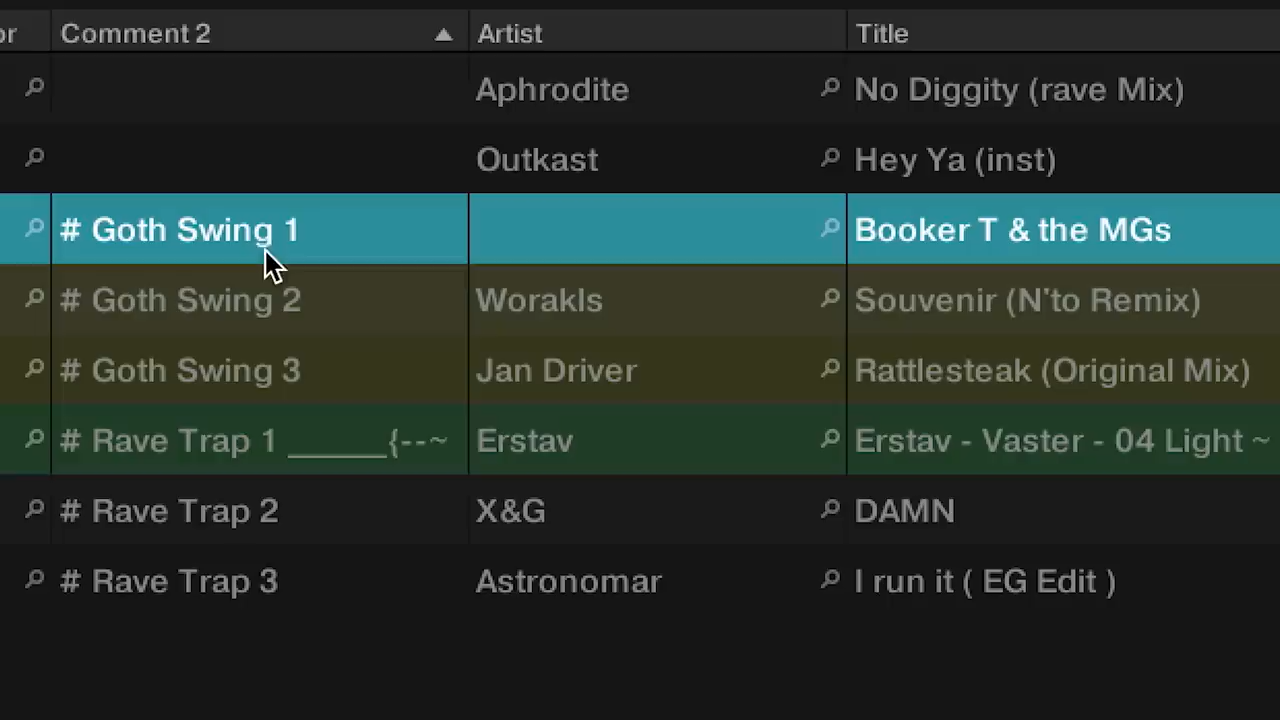 or Comment 2 Artist Title
Aphrodite No Diggity (rave Mix)
Outkast Hey Ya (inst)
# Goth Swing 1 Booker T & the MGs
# Goth Swing 2 Worakls Souvenir (N'to Remix)
# Goth Swing 3 Jan Driver Rattlesteak (Original Mix)
# Rave Trap 1 ______{--~ Erstav Erstav - Vaster - 04 Light ~
# Rave Trap 2 X&G DAMN
# Rave Trap 3 Astronomar I run it ( EG Edit )